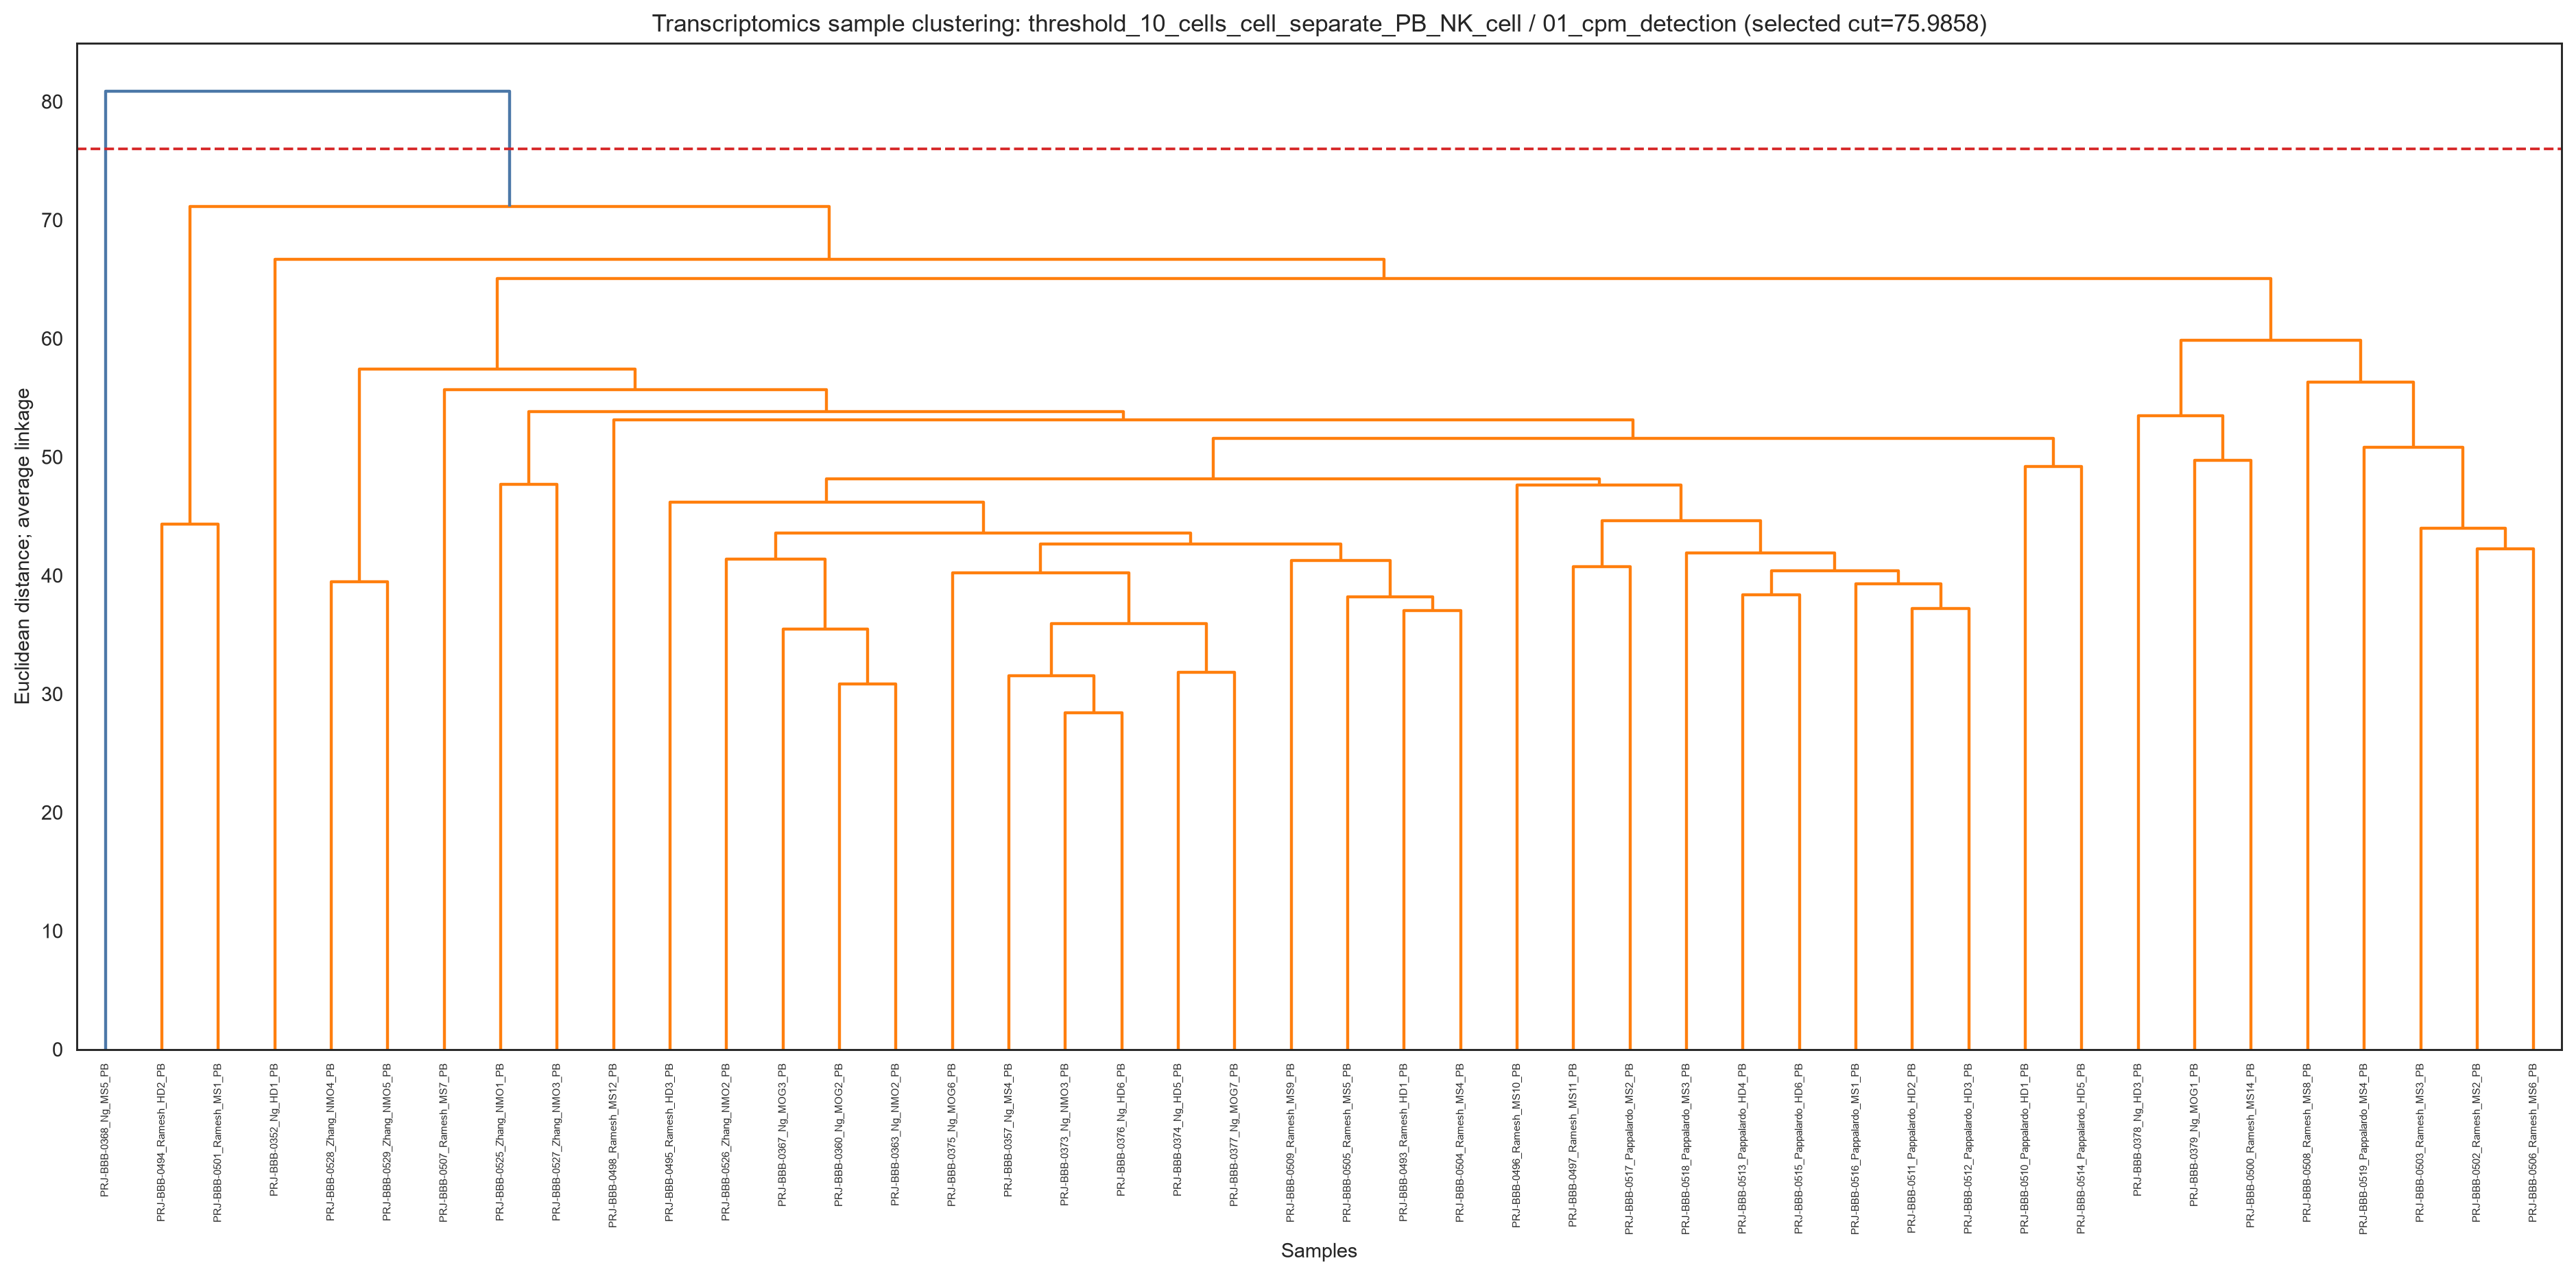 Transcriptomics sample clustering: threshold_10_cells_cell_separate_PB_NK_cell / 01_cpm_detection (selected cut=75.9858)
Euclidean distance; average linkage
80
70
60
50
40
30
20
10
0
PRJ-BBB-0368_Ng_MS5_PB
PRJ-BBB-0494_Ramesh_HD2_PB
PRJ-BBB-0501_Ramesh_MS1_PB
PRJ-BBB-0352_Ng_HD1_PB
PRJ-BBB-0528_Zhang_NMO4_PB
PRJ-BBB-0529_Zhang_NMO5_PB
PRJ-BBB-0507_Ramesh_MS7_PB
PRJ-BBB-0525_Zhang_NMO1_PB
PRJ-BBB-0527_Zhang_NMO3_PB
PRJ-BBB-0498_Ramesh_MS12_PB
PRJ-BBB-0495_Ramesh_HD3_PB
PRJ-BBB-0526_Zhang_NMO2_PB
PRJ-BBB-0367_Ng_MOG3_PB
PRJ-BBB-0360_Ng_MOG2_PB
PRJ-BBB-0363_Ng_NMO2_PB
PRJ-BBB-0375_Ng_MOG6_PB
PRJ-BBB-0357_Ng_MS4_PB
PRJ-BBB-0373_Ng_NMO3_PB
PRJ-BBB-0376_Ng_HD6_PB
PRJ-BBB-0374_Ng_HD5_PB
PRJ-BBB-0377_Ng_MOG7_PB
PRJ-BBB-0509_Ramesh_MS9_PB
PRJ-BBB-0505_Ramesh_MS5_PB
PRJ-BBB-0493_Ramesh_HD1_PB
PRJ-BBB-0504_Ramesh_MS4_PB
PRJ-BBB-0496_Ramesh_MS10_PB
PRJ-BBB-0497_Ramesh_MS11_PB
PRJ-BBB-0517_Pappalardo_MS2_PB
PRJ-BBB-0518_Pappalardo_MS3_PB
PRJ-BBB-0513_Pappalardo_HD4_PB
PRJ-BBB-0515_Pappalardo_HD6_PB
PRJ-BBB-0516_Pappalardo_MS1_PB
PRJ-BBB-0511_Pappalardo_HD2_PB
PRJ-BBB-0512_Pappalardo_HD3_PB
PRJ-BBB-0510_Pappalardo_HD1_PB
PRJ-BBB-0514_Pappalardo_HD5_PB
PRJ-BBB-0378_Ng_HD3_PB
PRJ-BBB-0379_Ng_MOG1_PB
PRJ-BBB-0500_Ramesh_MS14_PB
PRJ-BBB-0508_Ramesh_MS8_PB
PRJ-BBB-0519_Pappalardo_MS4_PB
PRJ-BBB-0503_Ramesh_MS3_PB
PRJ-BBB-0502_Ramesh_MS2_PB
PRJ-BBB-0506_Ramesh_MS6_PB
Samples